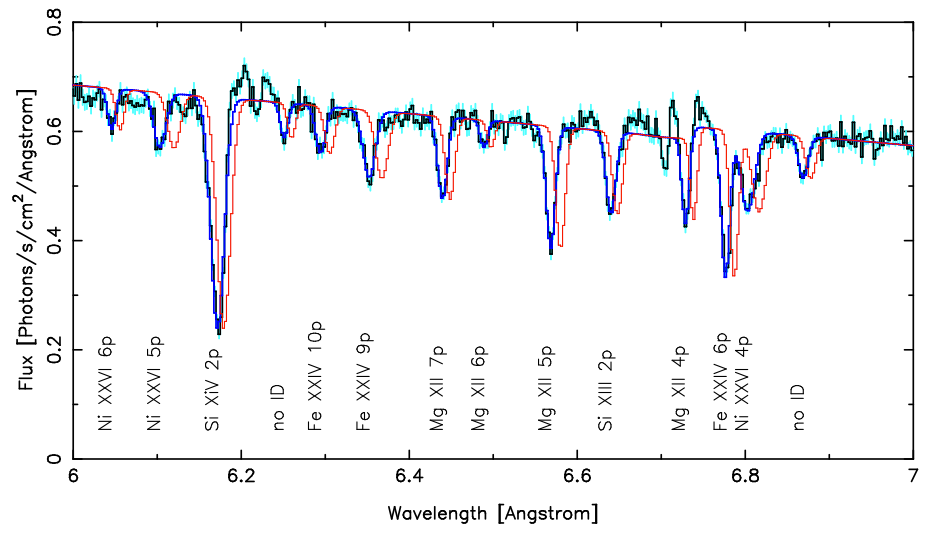 0.8
0.6
0.4
0.2
0
Flux [Photons/s/cm²/Angstrom]
Ni XXVI 6p
Ni XXVI 5p
Si XiV 2p
no ID
Fe XXIV 10p
Fe XXIV 9p
Mg XII 7p
Mg XII 6p
Mg XII 5p
Si XIII 2p
Mg XII 4p
Fe XXIV 6p
Ni XXVI 4p
no ID
6 6.2 6.4 6.6 6.8 7
Wavelength [Angstrom]